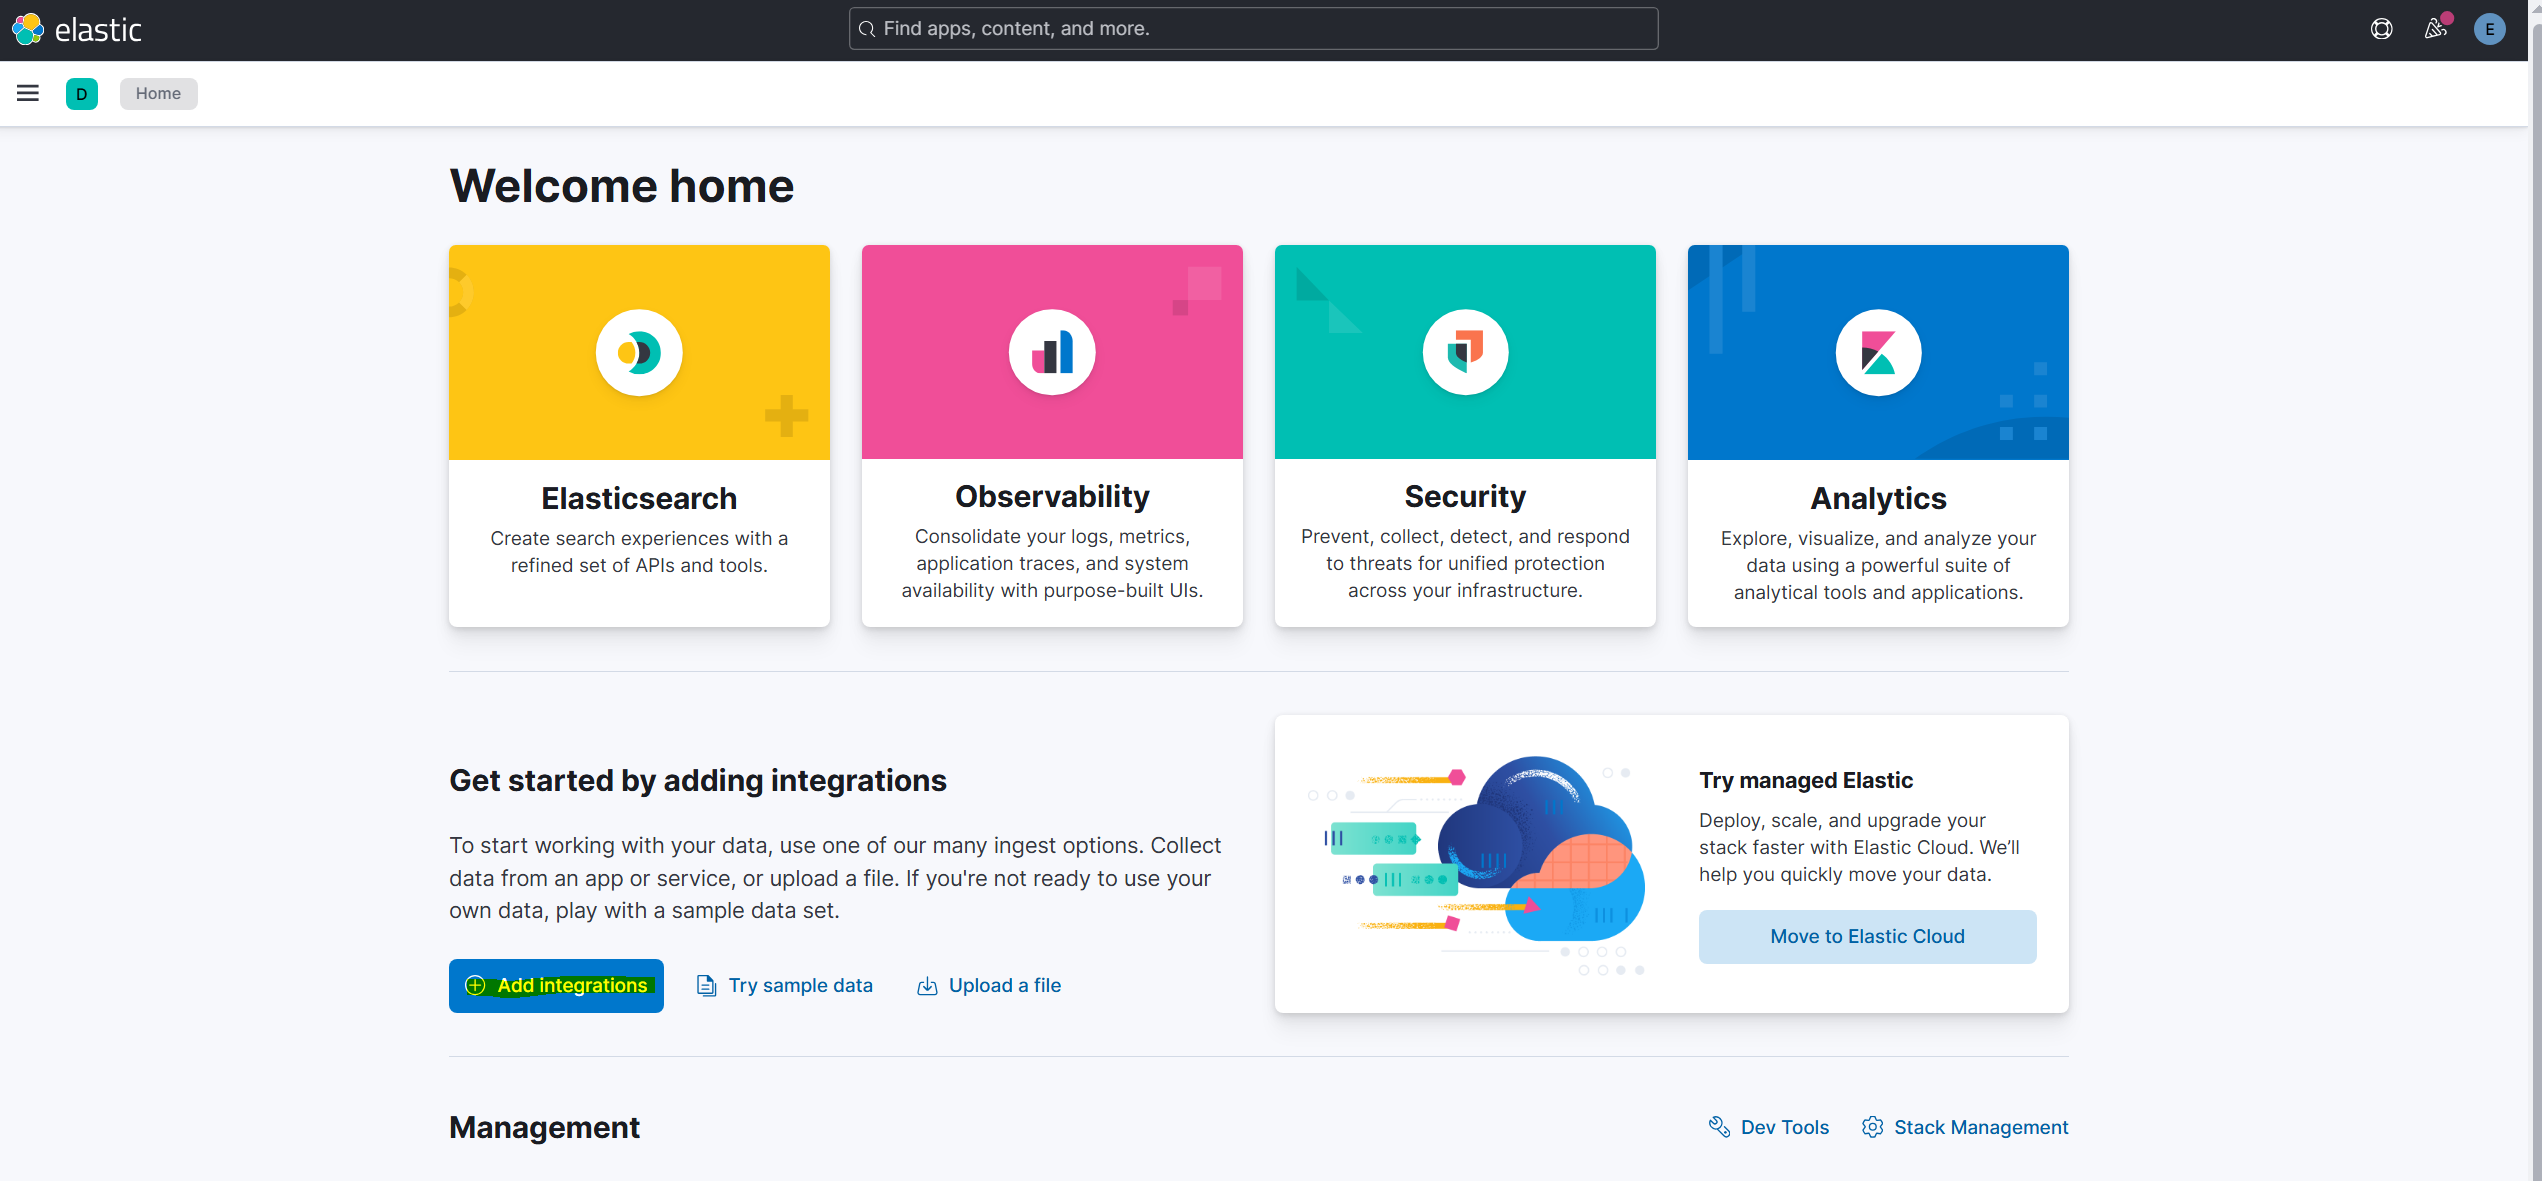 elastic
Find apps, content, and more.
E
D
Home
Welcome home
Elasticsearch
Create search experiences with a
refined set of APIs and tools.
Observability
Consolidate your logs, metrics,
application traces, and system
availability with purpose-built UIs.
Security
Prevent, collect, detect, and respond
to threats for unified protection
across your infrastructure.
Analytics
Explore, visualize, and analyze your
data using a powerful suite of
analytical tools and applications.
Get started by adding integrations
To start working with your data, use one of our many ingest options. Collect
data from an app or service, or upload a file. If you're not ready to use your
own data, play with a sample data set.
Add integrations
Try sample data
Upload a file
Try managed Elastic
Deploy, scale, and upgrade your
stack faster with Elastic Cloud. We’ll
help you quickly move your data.
Move to Elastic Cloud
Management
Dev Tools
Stack Management